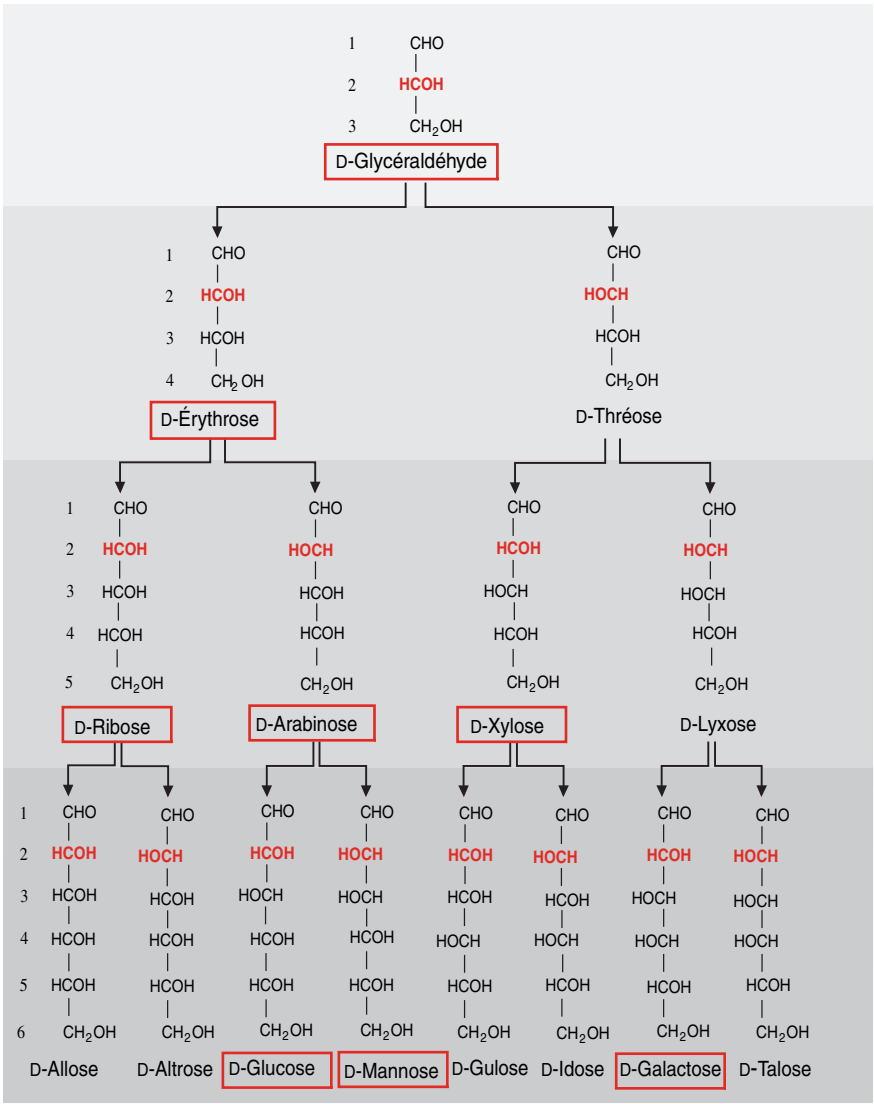 1 CHO
2 HCOH
3 CH₂OH
D-Glycéraldéhyde
1 CHO CHO
2 HCOH HOCH
3 HCOH HCOH
4 CH₂OH CH₂OH
D-Érythrose D-Thréose
1 CHO CHO CHO CHO
2 HCOH HOCH HCOH HOCH
3 HCOH HCOH HOCH HOCH
4 HCOH HCOH HCOH HCOH
5 CH₂OH CH₂OH CH₂OH CH₂OH
D-Ribose D-Arabinose D-Xylose D-Lyxose
1 CHO CHO CHO CHO CHO CHO CHO CHO
2 HCOH HOCH HCOH HOCH HCOH HOCH HCOH HOCH
3 HCOH HCOH HOCH HOCH HCOH HCOH HOCH HOCH
4 HCOH HCOH HCOH HCOH HOCH HOCH HOCH HOCH
5 HCOH HCOH HCOH HCOH HCOH HCOH HCOH HCOH
6 CH₂OH CH₂OH CH₂OH CH₂OH CH₂OH CH₂OH CH₂OH CH₂OH
D-Allose D-Altrose D-Glucose D-Mannose D-Gulose D-Idose D-Galactose D-Talose